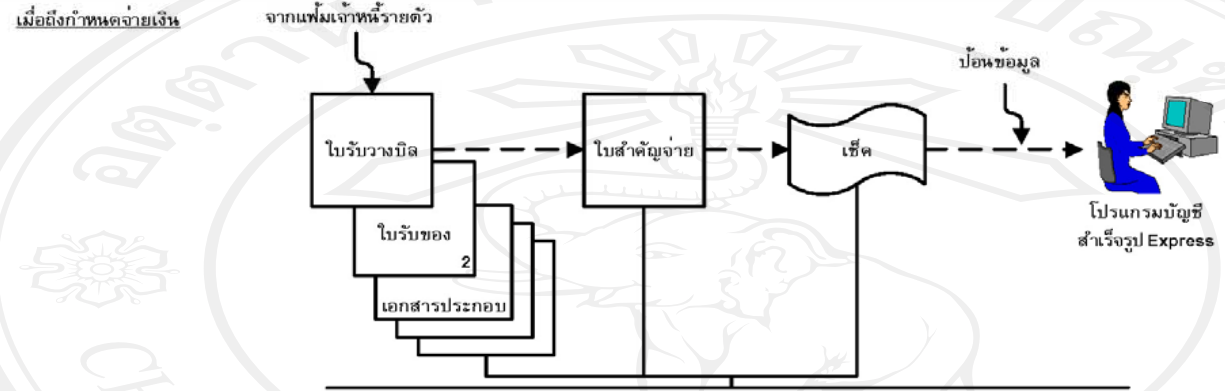 เมื่อถึงกำหนดจ่ายเงิน
จากแฟ้มเจ้าหนี้รายตัว
ป้อนข้อมูล
ใบรับวางบิล
ใบสำคัญจ่าย
เช็ค
ใบรับของ
2
เอกสารประกอบ
โปรแกรมบัญชี
สำเร็จรูป Express